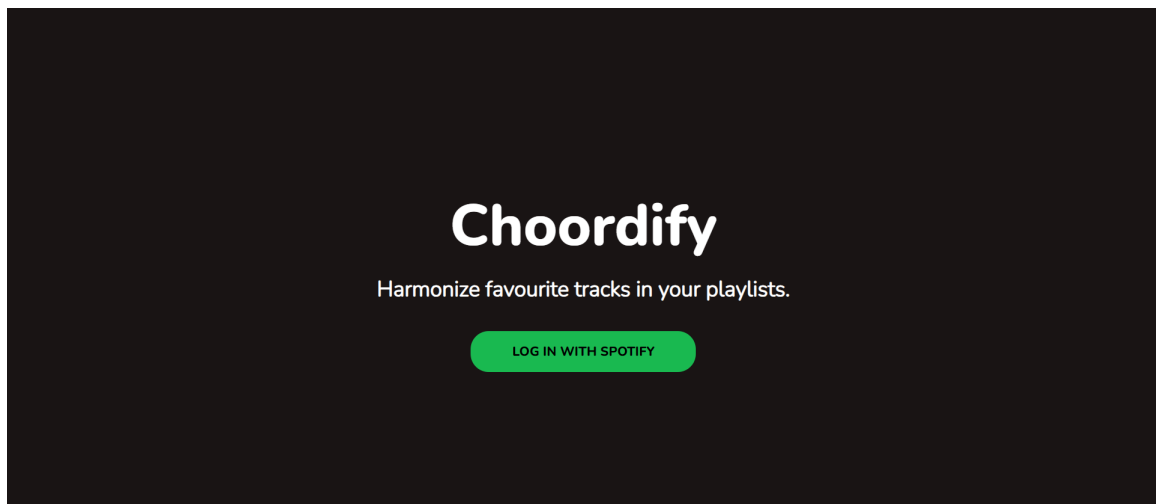 Choordify
Harmonize favourite tracks in your playlists.
LOG IN WITH SPOTIFY